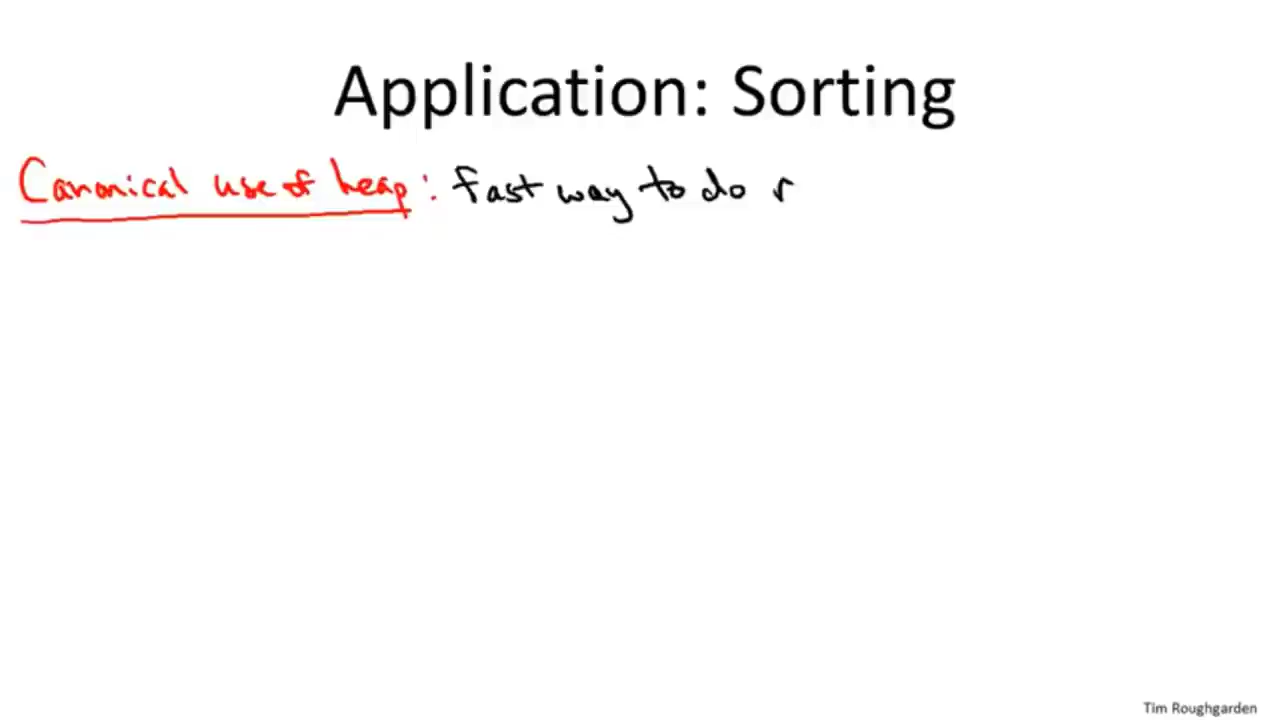 Application: Sorting
Canonical use of heap: fast way to do r
Tim Roughgarden